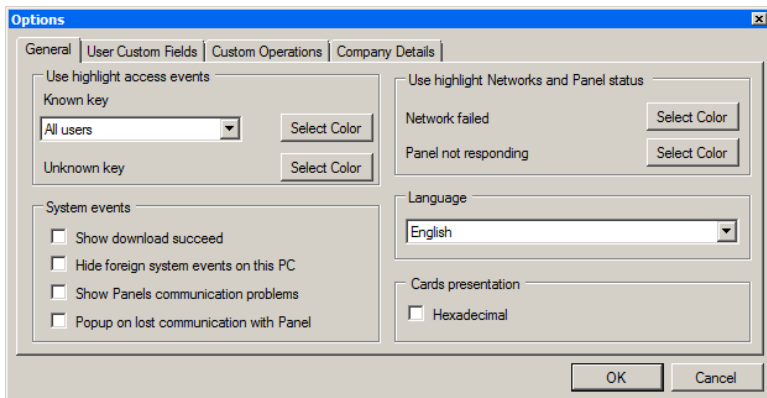 Options
General User Custom Fields Custom Operations Company Details
Use highlight access events
Known key
All users
Select Color
Unknown key
Select Color
System events
Show download succeed
Hide foreign system events on this PC
Show Panels communication problems
Popup on lost communication with Panel
Use highlight Networks and Panel status
Network failed
Select Color
Panel not responding
Select Color
Language
English
Cards presentation
Hexadecimal
OK
Cancel